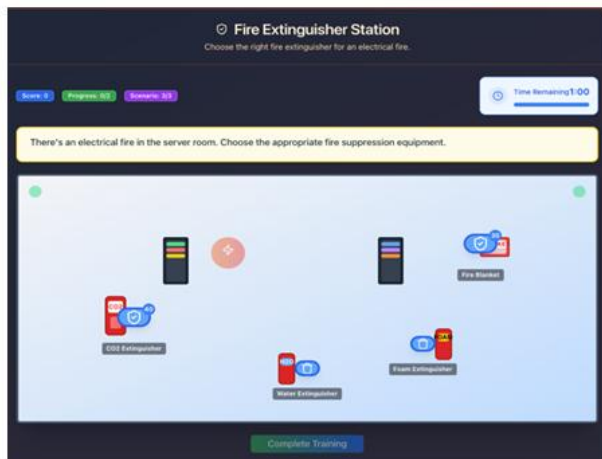 Fire Extinguisher Station
Choose the right fire extinguisher for an electrical fire.
Score: 0 Progress: 0/2 Scenario: 3/3
Time Remaining 1:00
There's an electrical fire in the server room. Choose the appropriate fire suppression equipment.
Fire Blanket
CO2
40
CO2 Extinguisher
Foam Extinguisher
Water Extinguisher
Complete Training